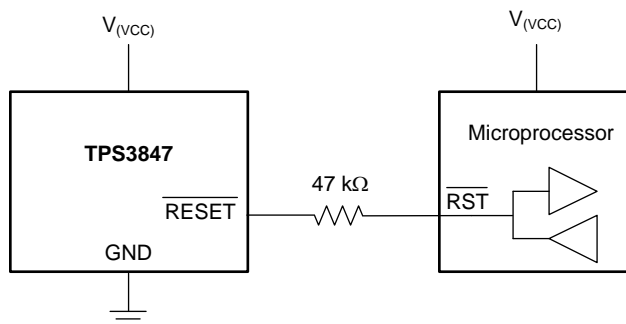 V(VCC)
V(VCC)
TPS3847
Microprocessor
47 kΩ
RESET
RST
GND